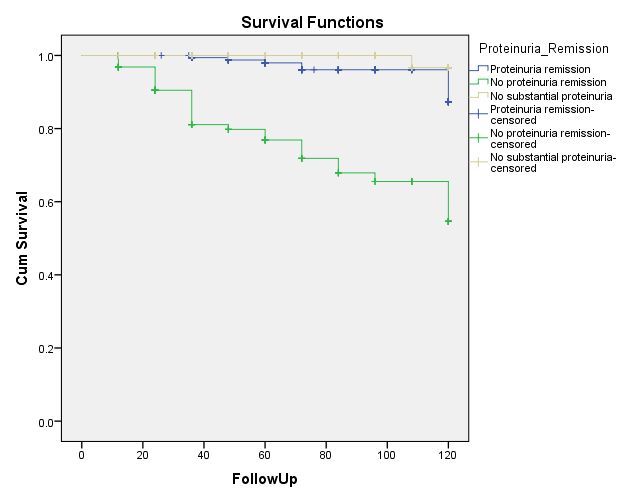 Survival Functions
Proteinuria_Remission
Proteinuria remission
No proteinuria remission
No substantial proteinuria
Proteinuria remission-
censored
No proteinuria remission-
censored
No substantial proteinuria-
censored
Cum Survival
1.0
0.8
0.6
0.4
0.2
0.0
0 20 40 60 80 100 120
FollowUp